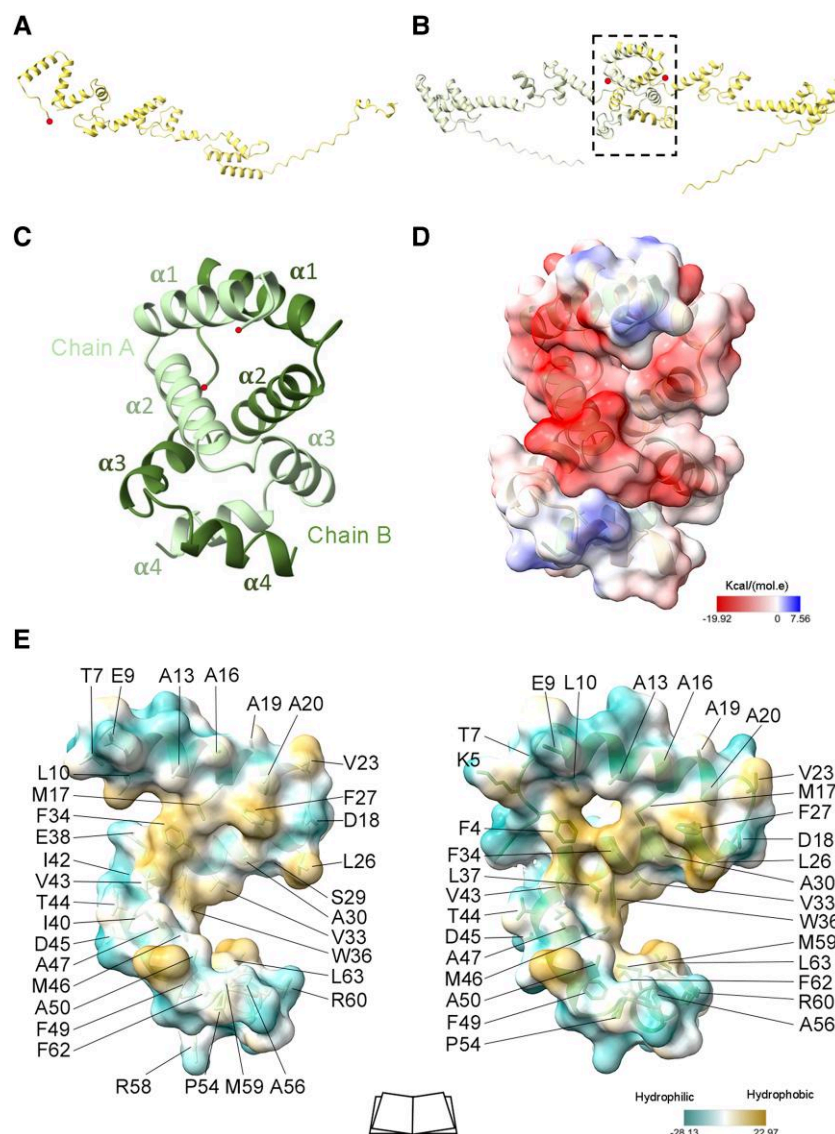 A
B
C
α1
α1
Chain A
α2
α2
α3
α3
Chain B
α4
α4
D
Kcal/(mol.e)
-19.92 0 7.56
E
T7 E9 A13 A16
A19 A20
L10
M17
F34
E38
I42
V43
T44
I40
D45
A47
M46
A50
F49
F62
R58 P54 M59 A56
V23
F27
D18
L26
S29
A30
V33
W36
L63
R60
E9 L10 A13 A16
A19
A20
T7
K5
F4
F34
L37
V43
T44
D45
A47
M46
A50
F49
P54
V23
M17
F27
D18
L26
A30
V33
W36
M59
L63
F62
R60
A56
Hydrophilic Hydrophobic
-28.13 22.97